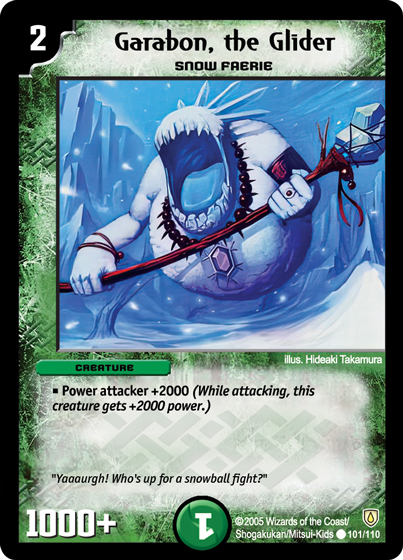 2
Garabon, the Glider
SNOW FAERIE
illus. Hideaki Takamura
CREATURE
■ Power attacker +2000 (While attacking, this
creature gets +2000 power.)
"Yaaaurgh! Who's up for a snowball fight?"
1000+
©2005 Wizards of the Coast/
Shogakukan/Mitsui-Kids ● 101/110